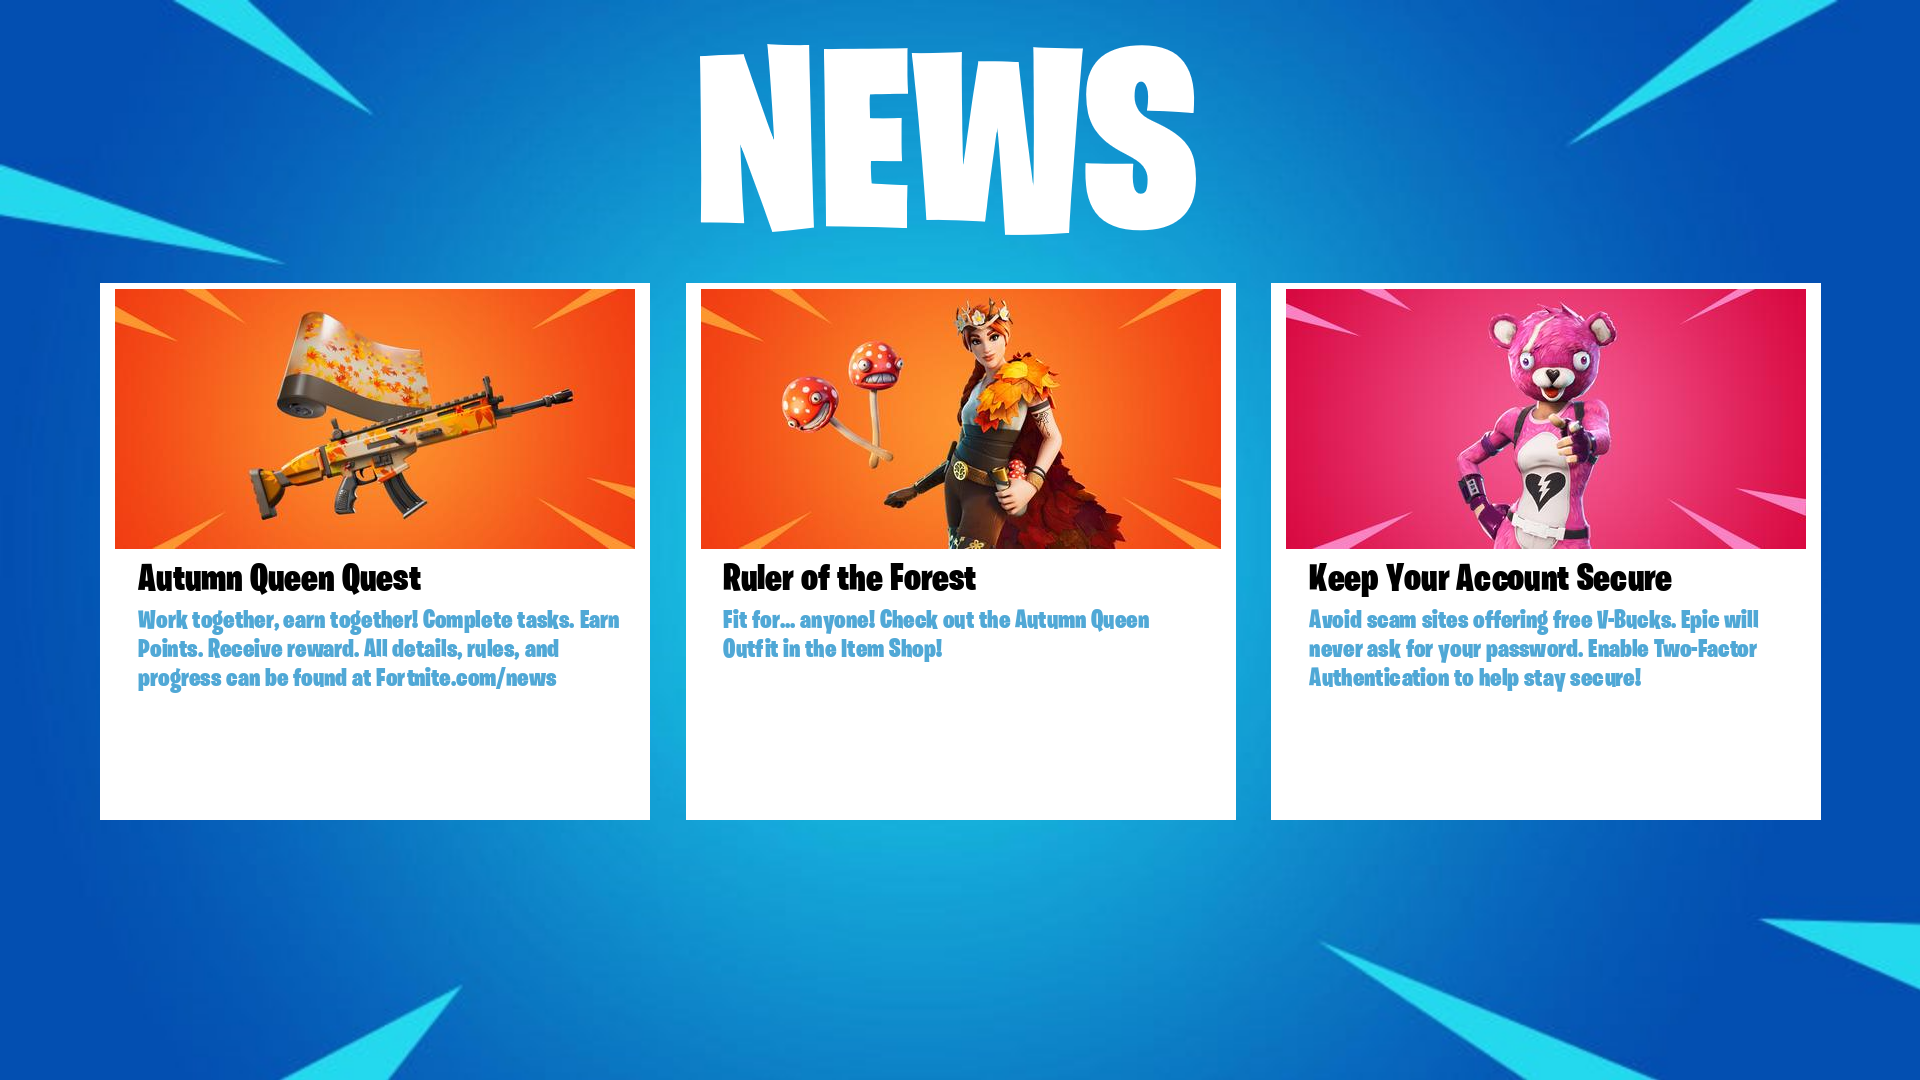 NEWS
Autumn Queen Quest
Work together, earn together! Complete tasks. Earn
Points. Receive reward. All details, rules, and
progress can be found at Fortnite.com/news
Ruler of the Forest
Fit for... anyone! Check out the Autumn Queen
Outfit in the Item Shop!
Keep Your Account Secure
Avoid scam sites offering free V-Bucks. Epic will
never ask for your password. Enable Two-Factor
Authentication to help stay secure!